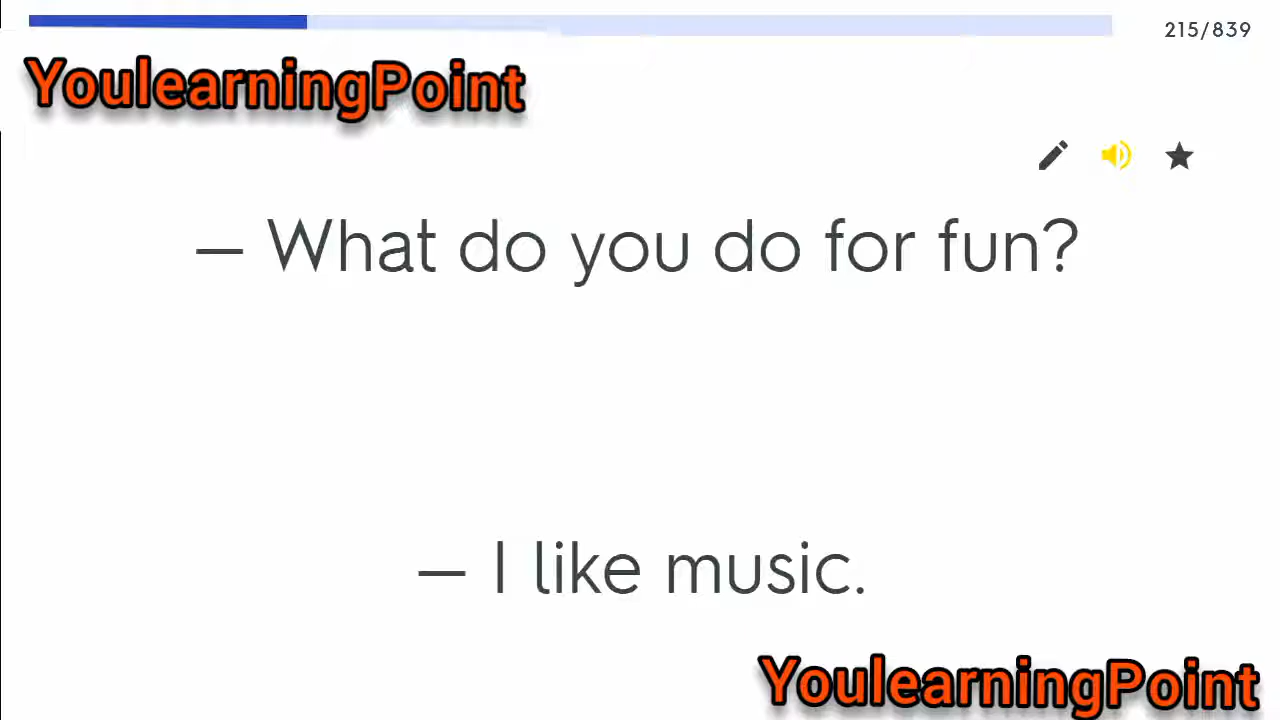 215/839
YoulearningPoint
– What do you do for fun?
– I like music.
YoulearningPoint